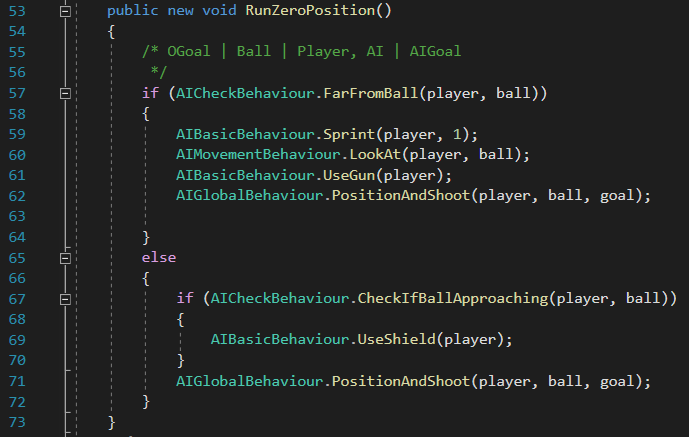 53 public new void RunZeroPosition()
54 {
55 /* OGoal | Ball | Player, AI | AIGoal
56 */
57 if (AICheckBehaviour.FarFromBall(player, ball))
58 {
59 AIBasicBehaviour.Sprint(player, 1);
60 AIMovementBehaviour.LookAt(player, ball);
61 AIBasicBehaviour.UseGun(player);
62 AIGlobalBehaviour.PositionAndShoot(player, ball, goal);
63
64 }
65 else
66 {
67 if (AICheckBehaviour.CheckIfBallApproaching(player, ball))
68 {
69 AIBasicBehaviour.UseShield(player);
70 }
71 AIGlobalBehaviour.PositionAndShoot(player, ball, goal);
72 }
73 }